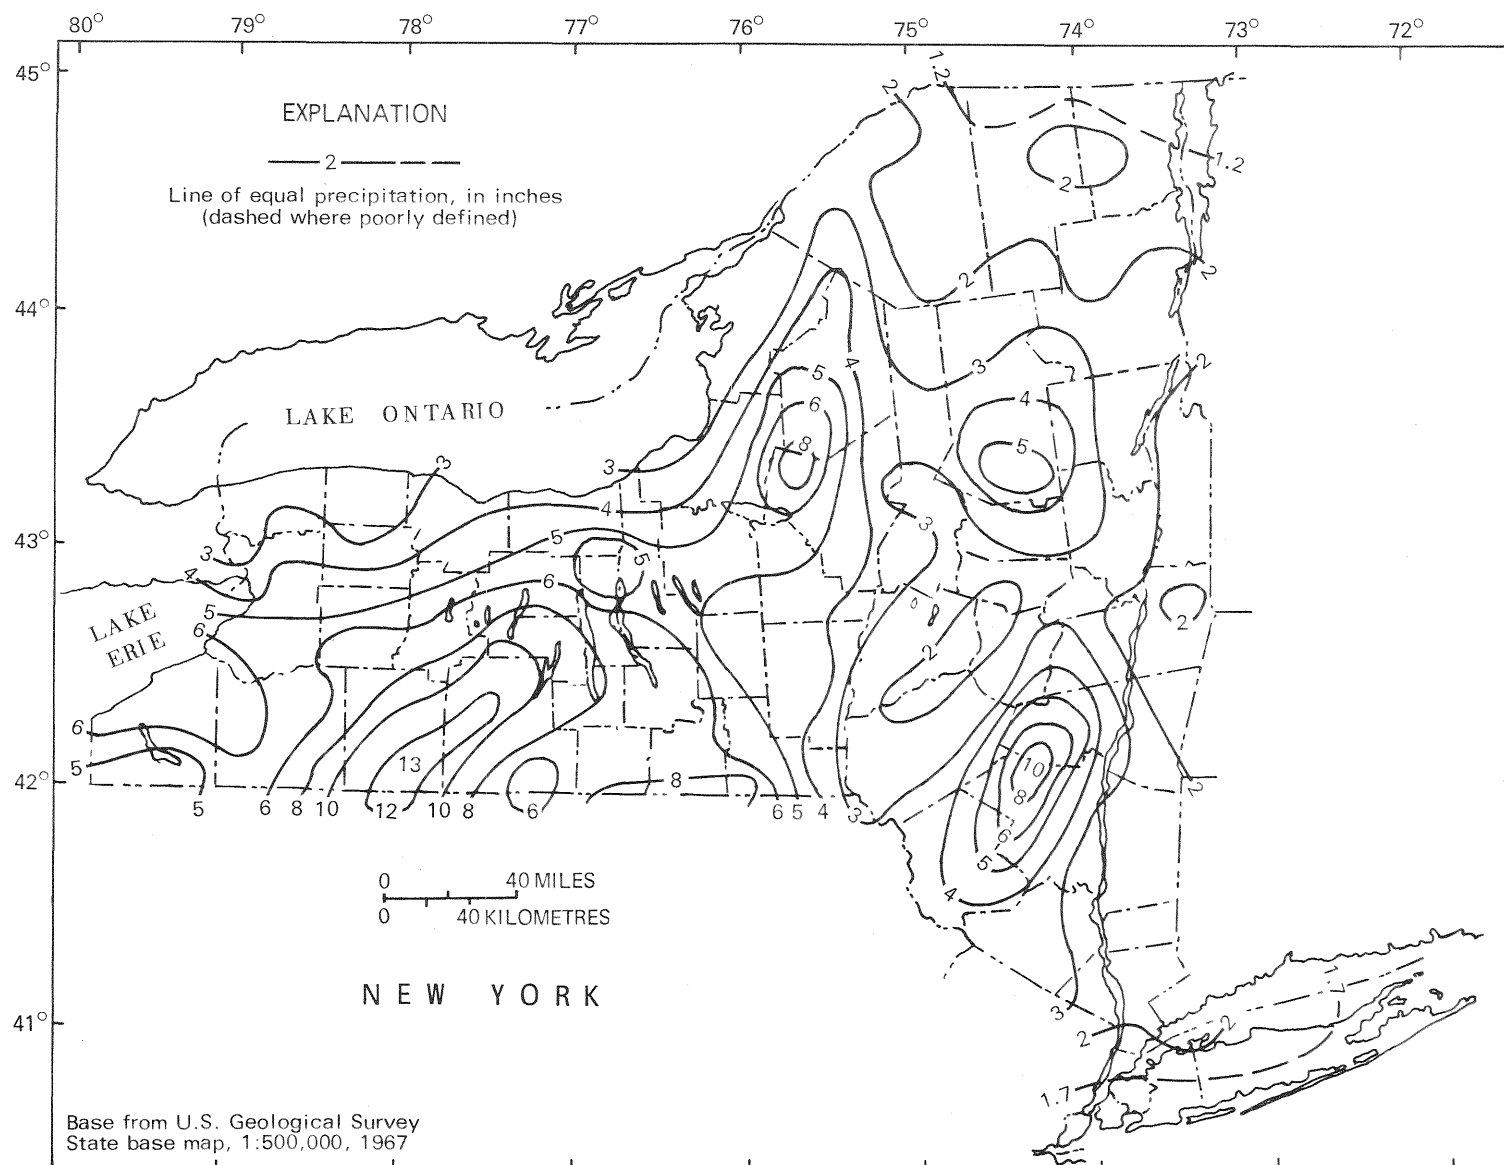 80° 79° 78° 77° 76° 75° 74° 73° 72°
45°
EXPLANATION
2
Line of equal precipitation, in inches
(dashed where poorly defined)
2 1.2
2 1.2
2 2
44°
3 2
4
5
6 4
8 5
LAKE ONTARIO
3 3
4
43°
5 3
3 5
4 6
5
6
LAKE
ERIE
2 2
6
5
42°
13 10
8 8
6
5
4
2
5 6 8 10 12 10 8 6 6 5 4 3
0 40 MILES
0 40 KILOMETRES
NEW YORK
41°
3
2 2
1.7
Base from U.S. Geological Survey
State base map, 1:500,000, 1967